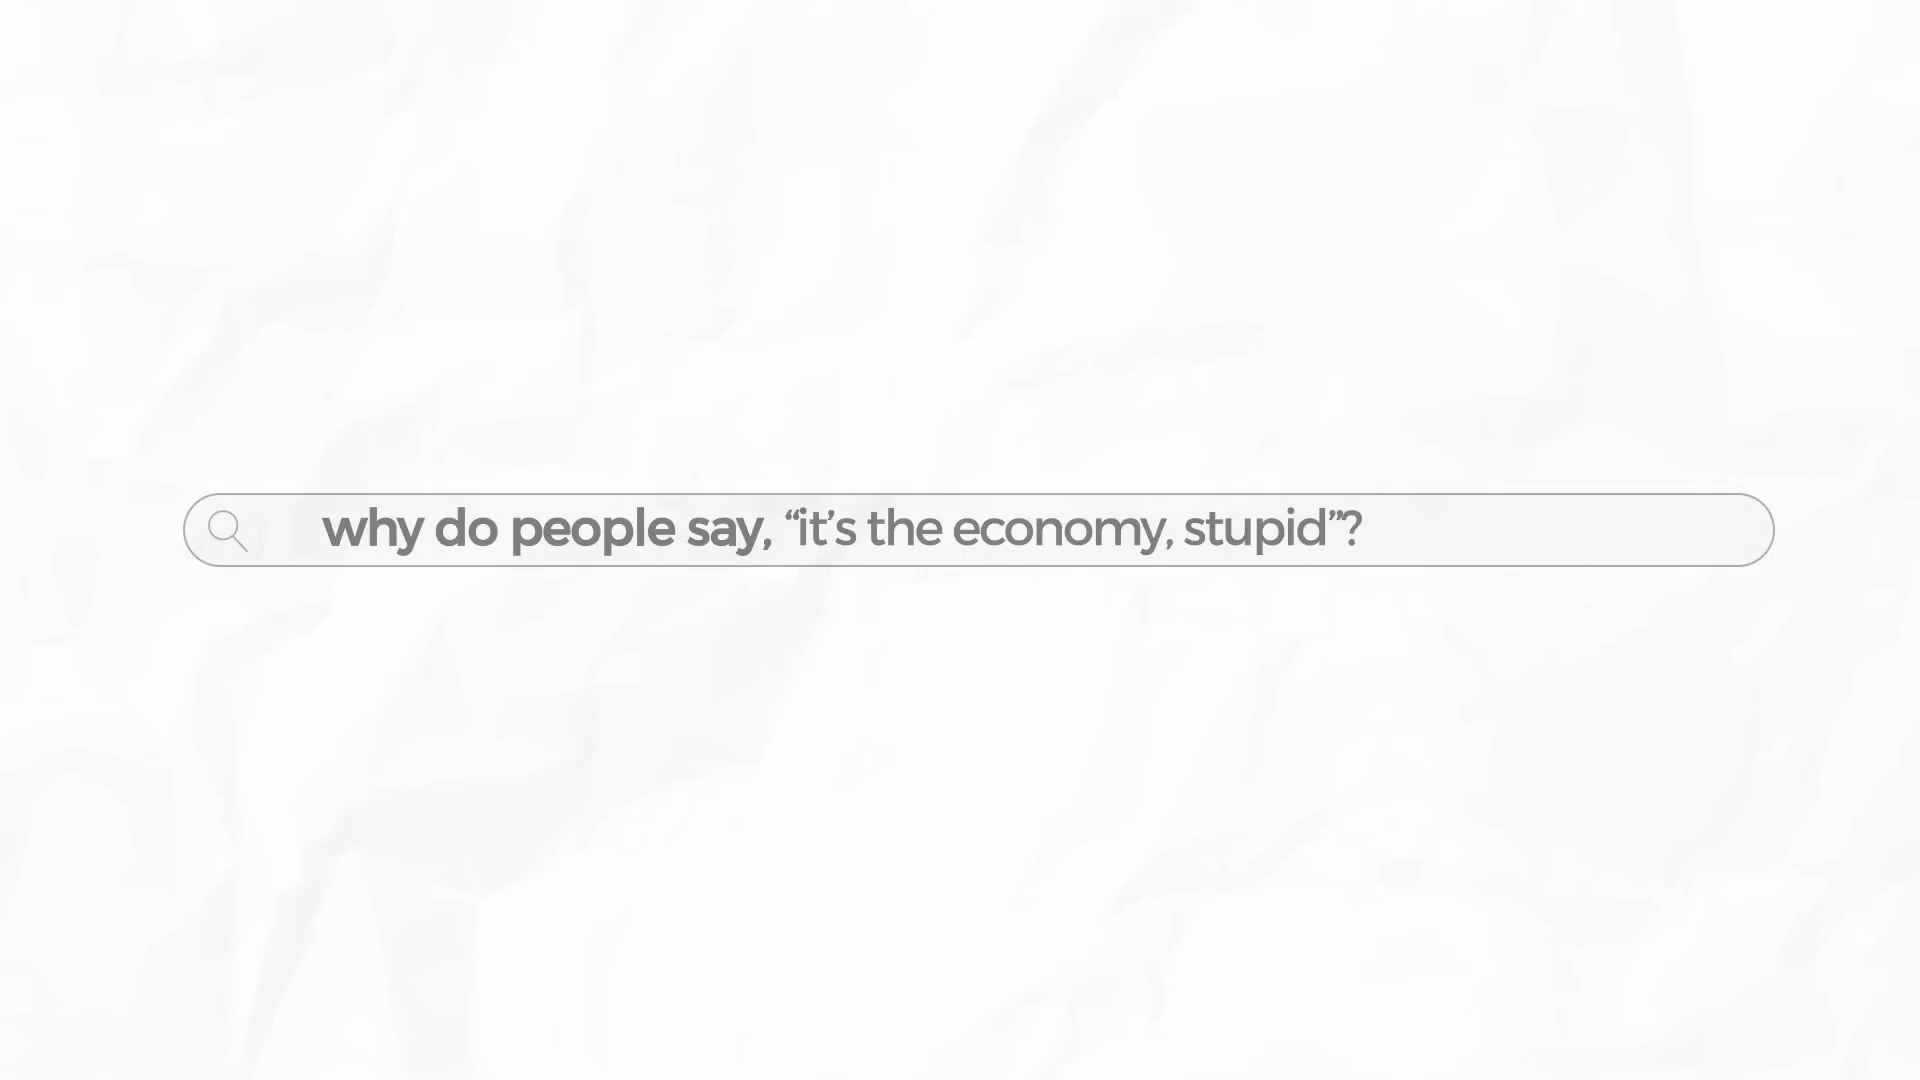 why do people say, “it’s the economy, stupid”?